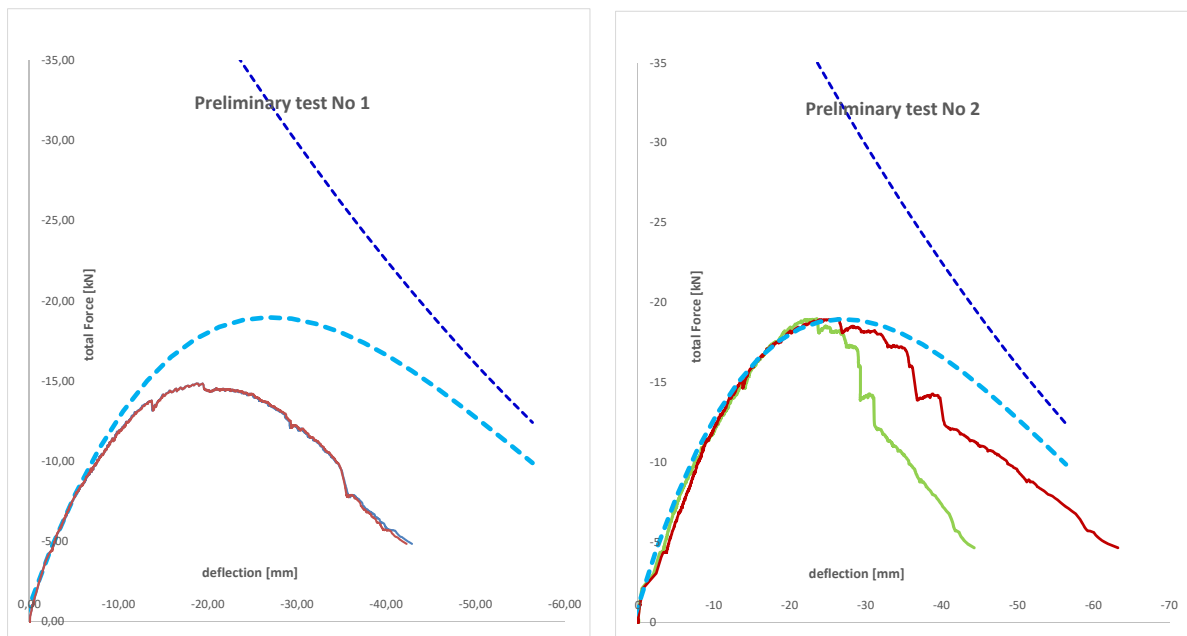 -35,00
Preliminary test No 1
-30,00
-25,00
total Force [kN]
-20,00
-15,00
-10,00
-5,00
deflection [mm]
0,00 -10,00 -20,00 -30,00 -40,00 -50,00 -60,00
0,00
-35
Preliminary test No 2
-30
-25
total Force [kN]
-20
-15
-10
-5
deflection [mm]
0 -10 -20 -30 -40 -50 -60 -70
0